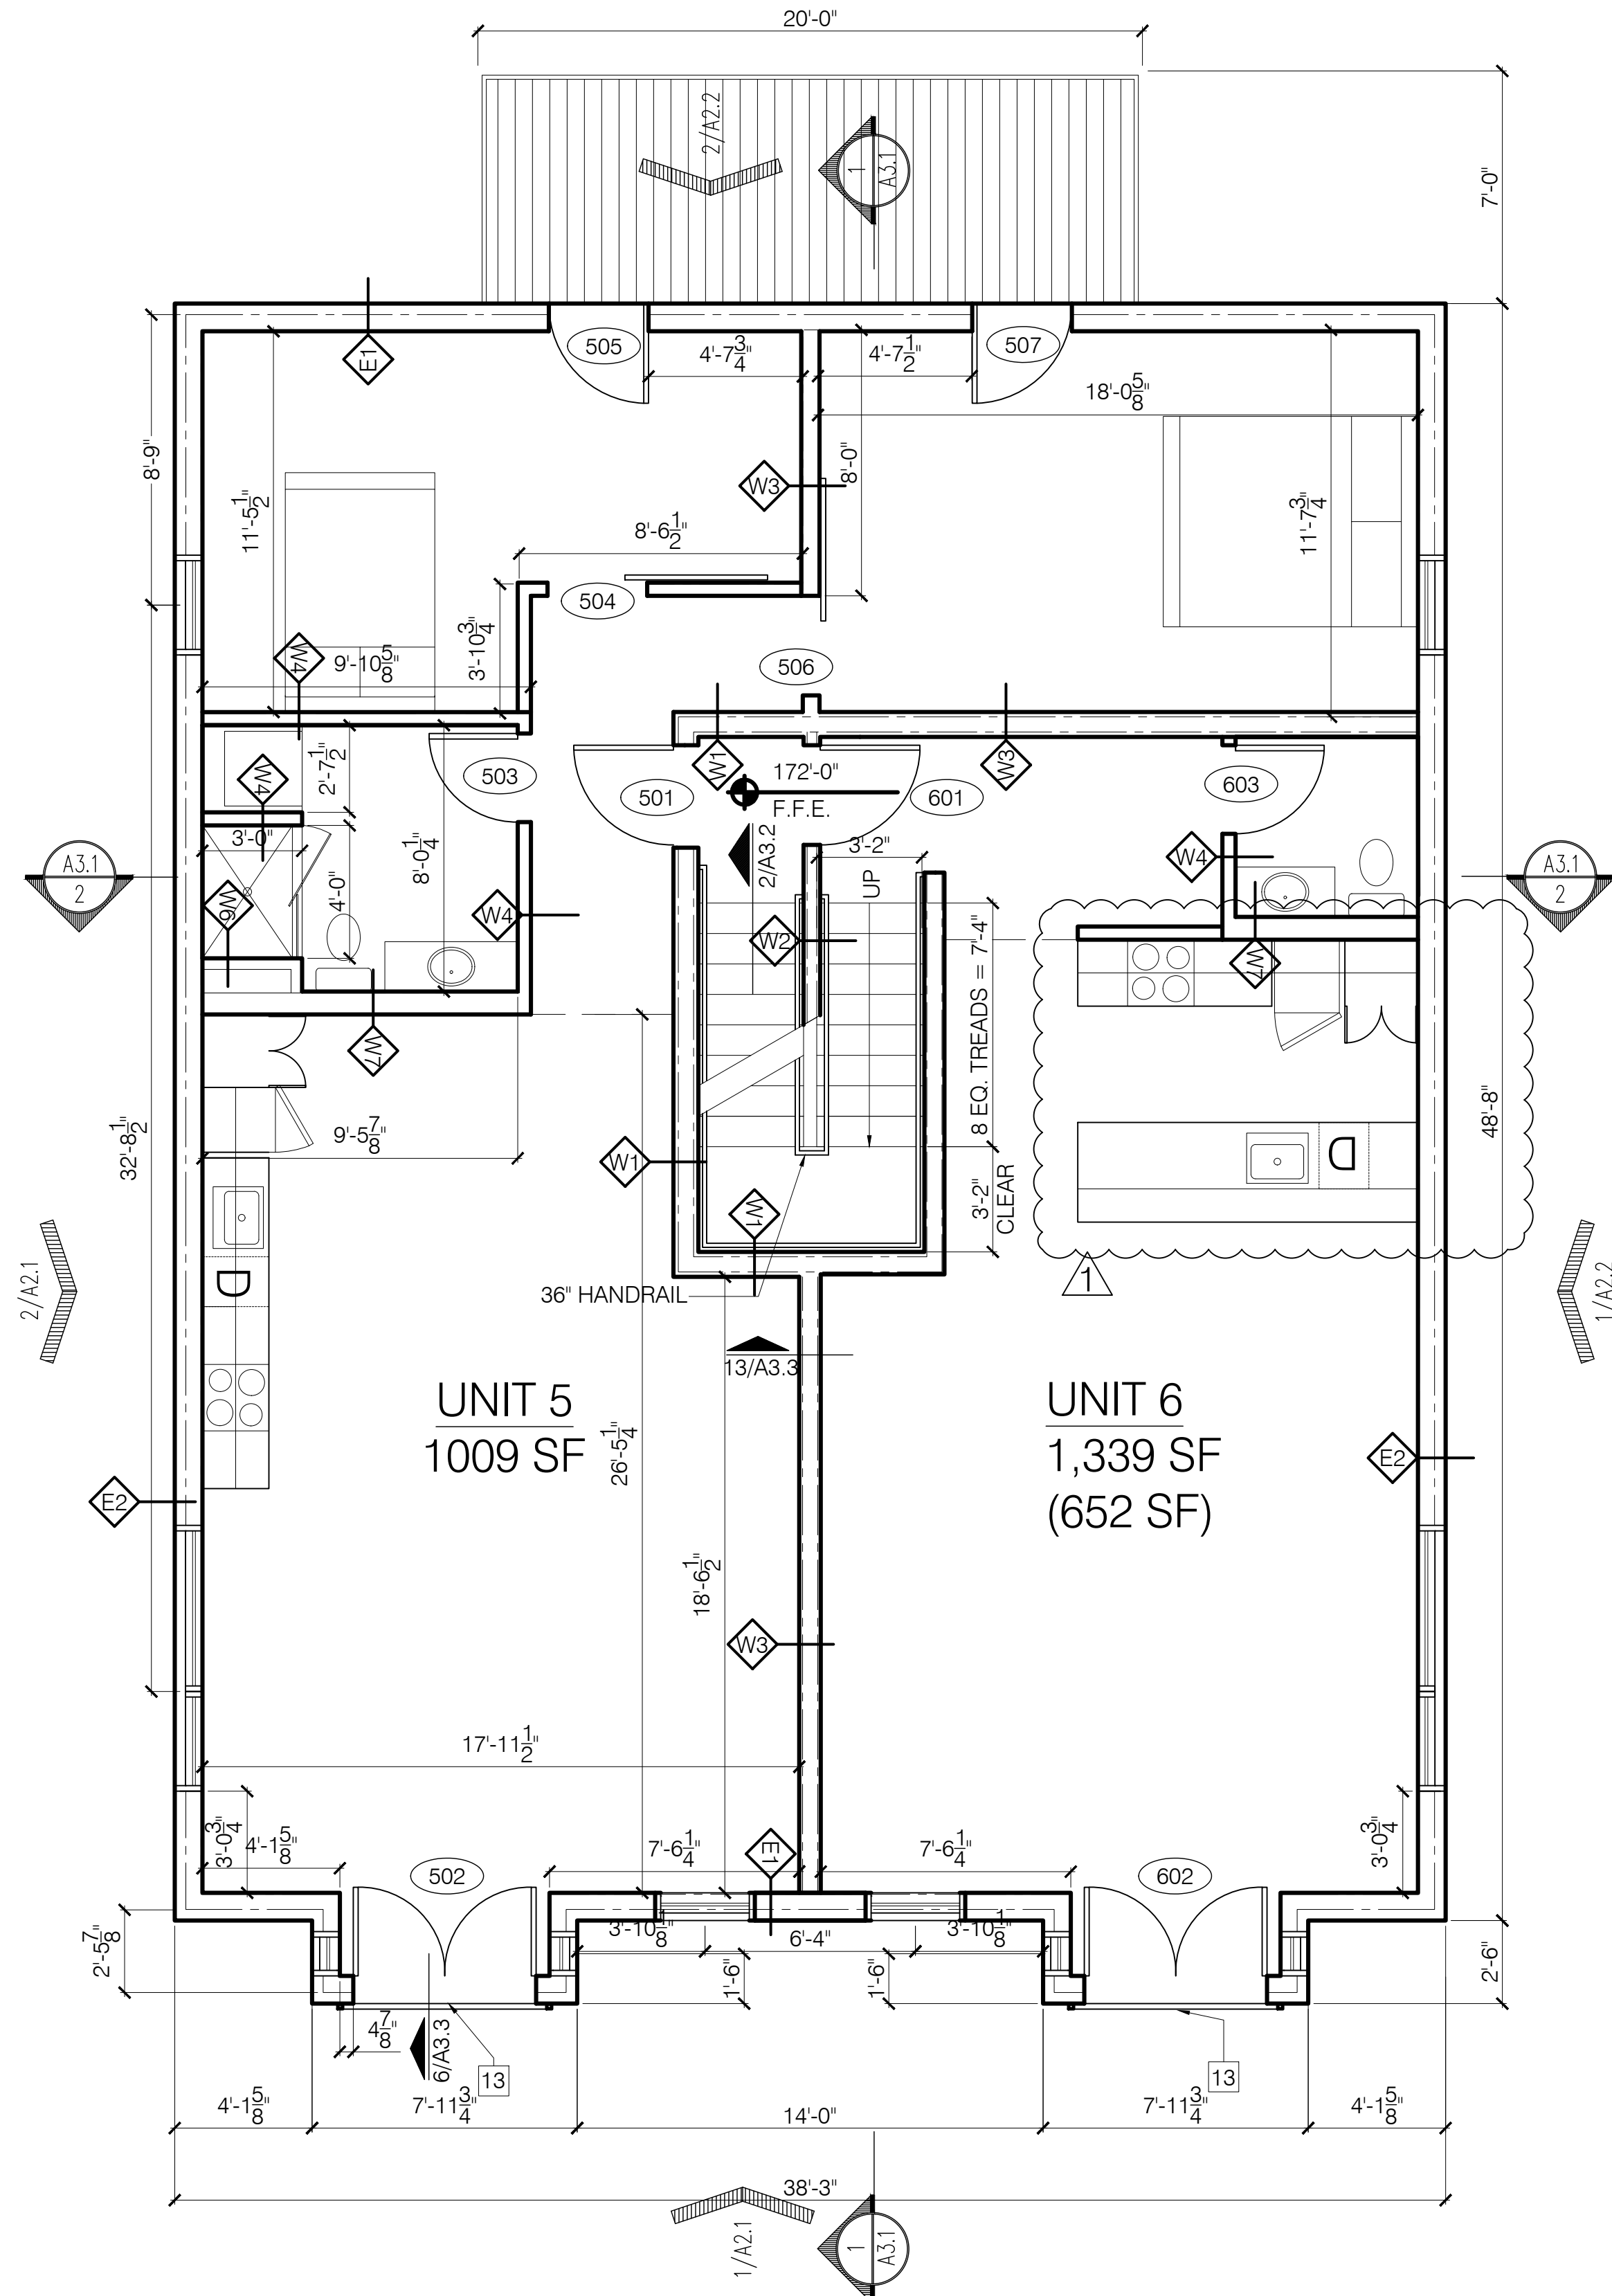 20'-0"
2/A2.2
1
A3.1
7'-0"
E1
505
4'-7 3/4"
4'-7 1/2"
507
18'-0 5/8"
8'-9"
11'-5 1/2"
W3
8'-0"
11'-7 3/4"
8'-6 1/2"
504
3'-10 3/4"
W4
9'-10 5/8"
506
2'-7 1/2"
W4
503
501
W1
172'-0"
F.F.E.
601
W3
603
3'-0"
8'-0 1/4"
2/A3.2
3'-2"
UP
W4
A3.1
2
A3.1
2
W6
4'-0"
W4
W2
8 EQ. TREADS = 7'-4"
W7
W7
32'-8 1/2"
9'-5 7/8"
W1
W1
3'-2"
CLEAR
D
48'-8"
2/A2.1
D
36" HANDRAIL
1
1/A2.2
13/A3.3
UNIT 5
1009 SF
26'-5 1/4"
UNIT 6
1,339 SF
(652 SF)
E2
E2
18'-6 1/2"
W3
17'-11 1/2"
3'-0 3/4"
4'-1 5/8"
502
7'-6 1/4"
E1
7'-6 1/4"
602
3'-0 3/4"
2'-5 7/8"
3'-10 1/8"
6'-4"
3'-10 1/8"
1'-6"
1'-6"
2'-6"
4 7/8"
6/A3.3
13
13
4'-1 5/8"
7'-11 3/4"
14'-0"
7'-11 3/4"
4'-1 5/8"
38'-3"
1/A2.1
1
A3.1